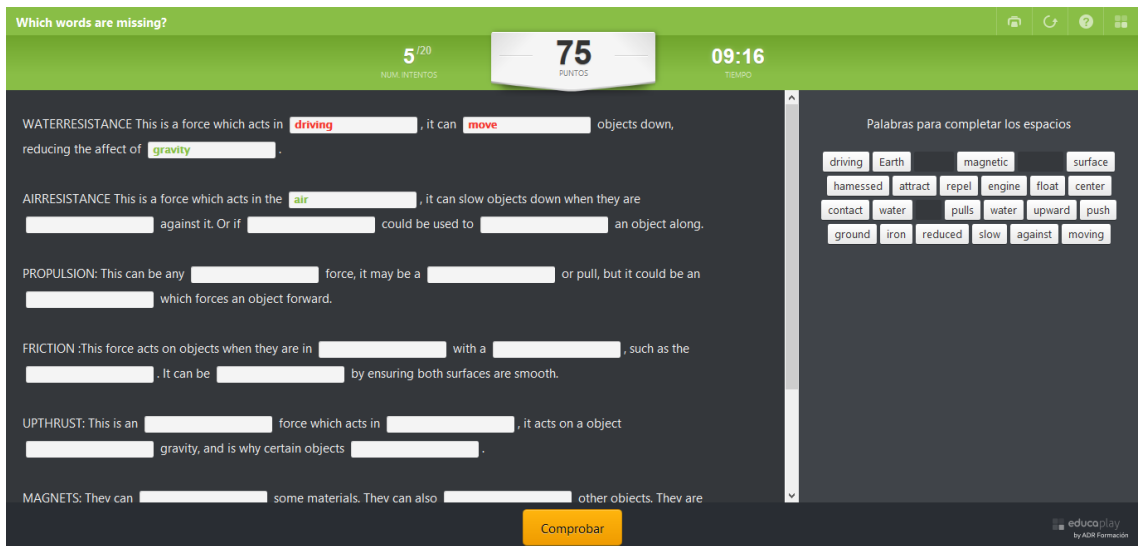 Which words are missing?
5/20
NUM. INTENTOS
75
PUNTOS
09:16
TIEMPO
WATERRESISTANCE This is a force which acts in driving , it can move objects down,
reducing the affect of gravity .
AIRRESISTANCE This is a force which acts in the air , it can slow objects down when they are
against it. Or if could be used to an object along.
PROPULSION: This can be any force, it may be a or pull, but it could be an
which forces an object forward.
FRICTION :This force acts on objects when they are in with a , such as the
. It can be by ensuring both surfaces are smooth.
UPTHRUST: This is an force which acts in , it acts on a object
gravity, and is why certain objects .
MAGNETS: They can some materials. They can also other objects. They are
Palabras para completar los espacios
driving Earth magnetic surface
harnessed attract repel engine float center
contact water pulls water upward push
ground iron reduced slow against moving
Comprobar
educaplay
by ADR Formación